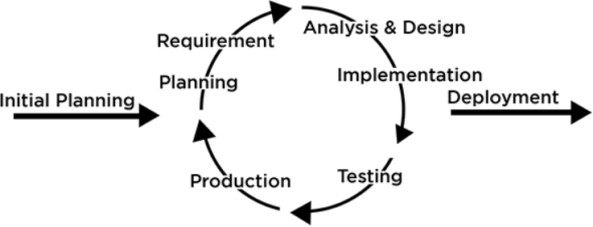 Initial Planning
Planning
Requirement
Analysis & Design
Implementation
Testing
Production
Deployment